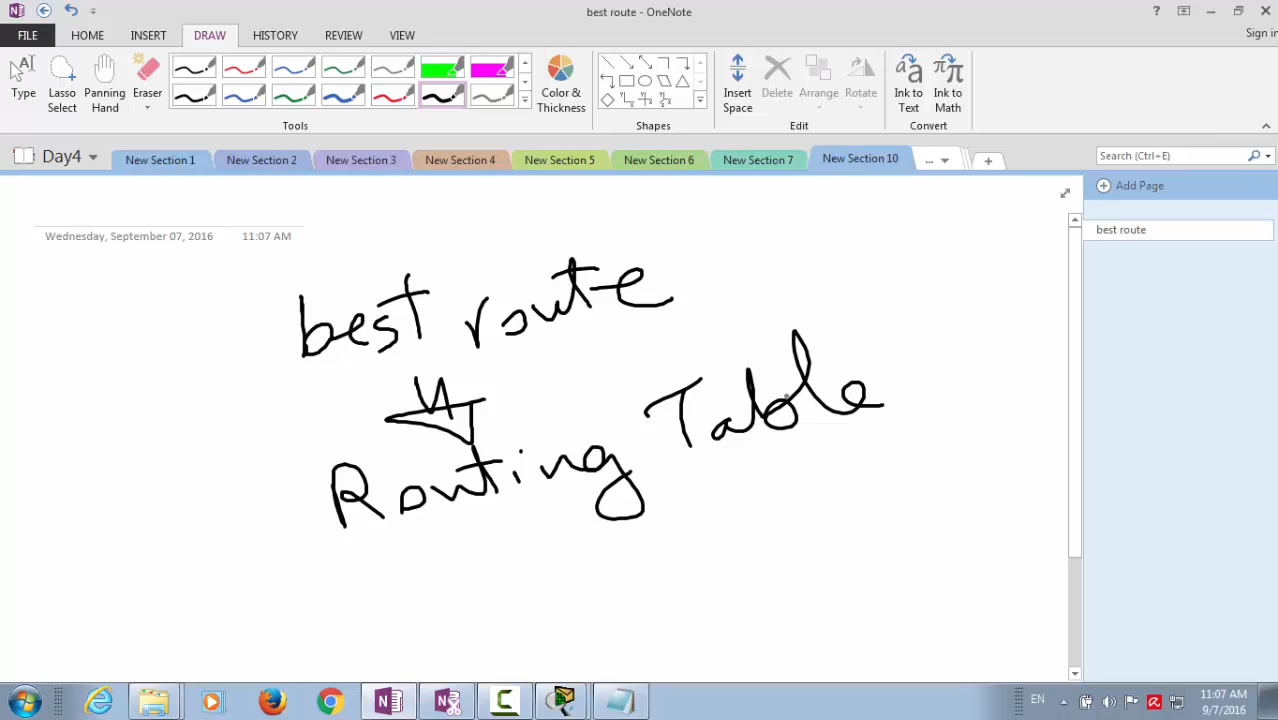 best route - OneNote
?
FILE HOME INSERT DRAW HISTORY REVIEW VIEW Sign in
Type Lasso Select Panning Hand Eraser Color & Thickness Insert Space Delete Arrange Rotate Ink to Text Ink to Math
Tools Shapes Edit Convert
Day4 New Section 1 New Section 2 New Section 3 New Section 4 New Section 5 New Section 6 New Section 7 New Section 10 ... + Search (Ctrl+E)
Add Page
best route
Wednesday, September 07, 2016 11:07 AM
best route
Routing Table
EN 11:07 AM
9/7/2016